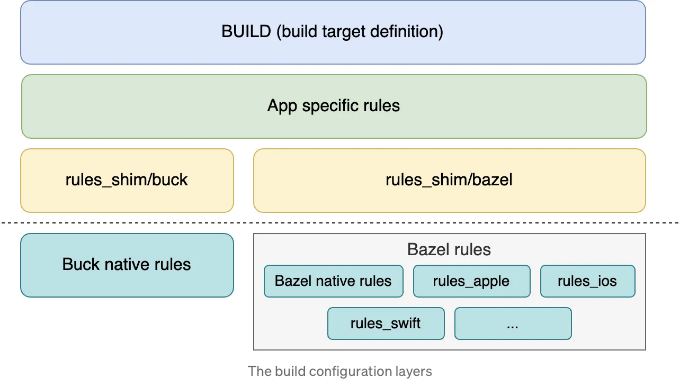 BUILD (build target definition)
App specific rules
rules_shim/buck
rules_shim/bazel
Buck native rules
Bazel rules
Bazel native rules
rules_apple
rules_ios
rules_swift
...
The build configuration layers